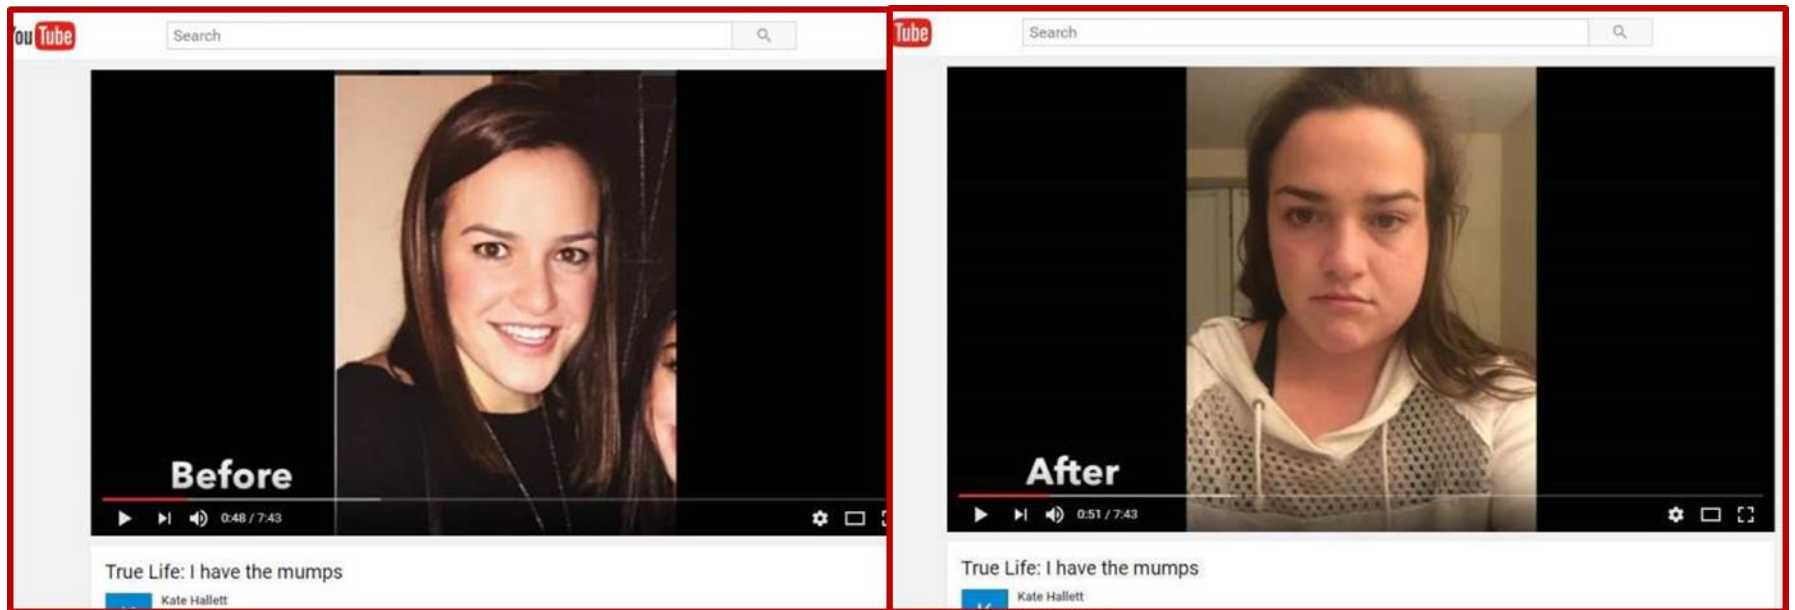 You Tube
Search
Before
0:48 / 7:43
True Life: I have the mumps
Kate Hallett
Tube
Search
After
0:51 / 7:43
True Life: I have the mumps
Kate Hallett